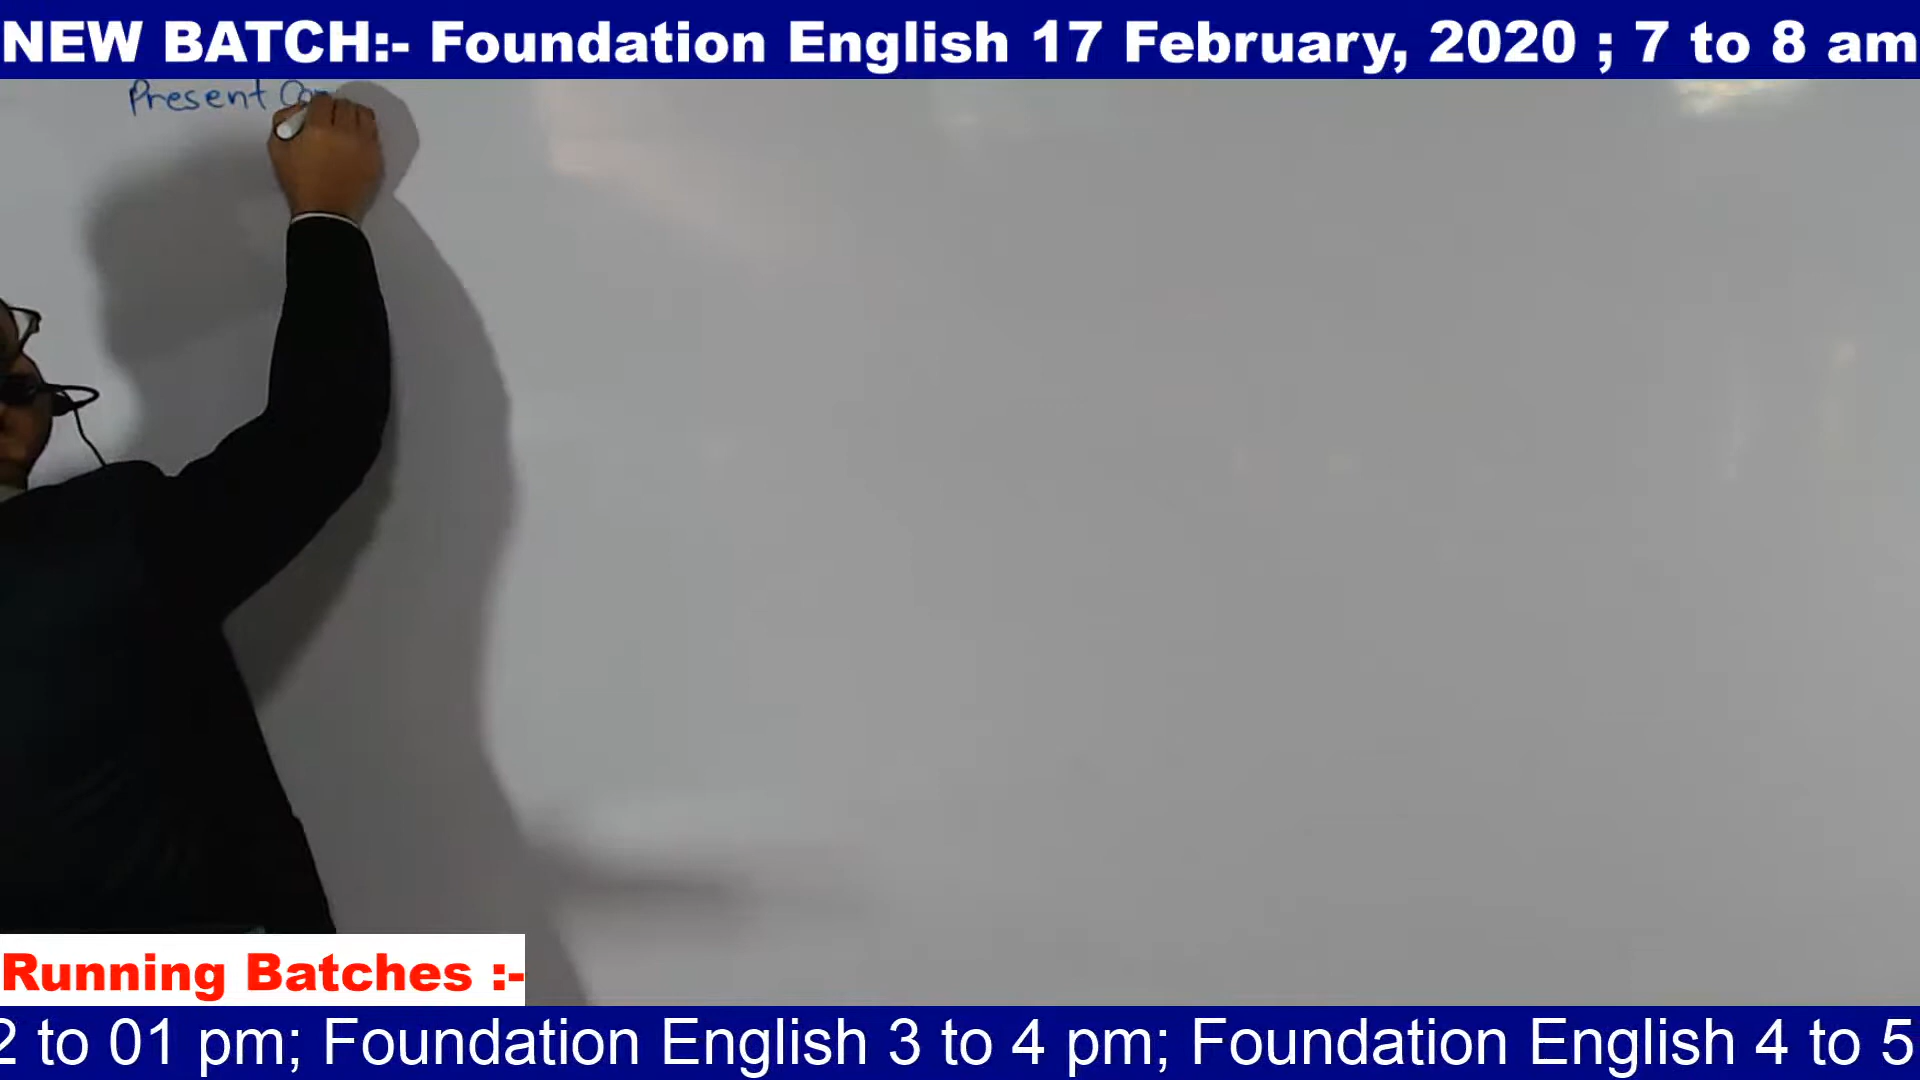 NEW BATCH:- Foundation English 17 February, 2020 ; 7 to 8 am
Present Con
Running Batches :-
2 to 01 pm; Foundation English 3 to 4 pm; Foundation English 4 to 5